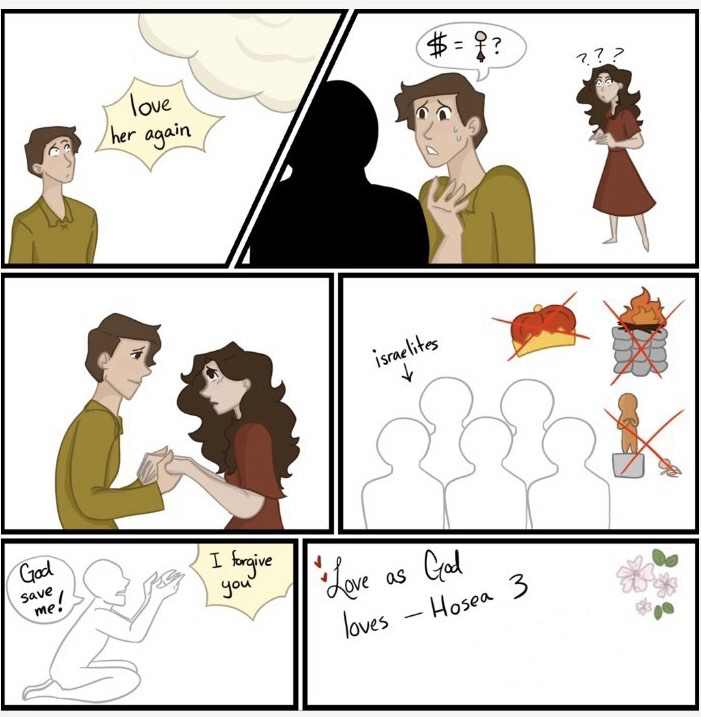 love
her again
$ = ?
? ? ?
israelites
God
save
me!
I forgive
you
Love as God
loves – Hosea 3